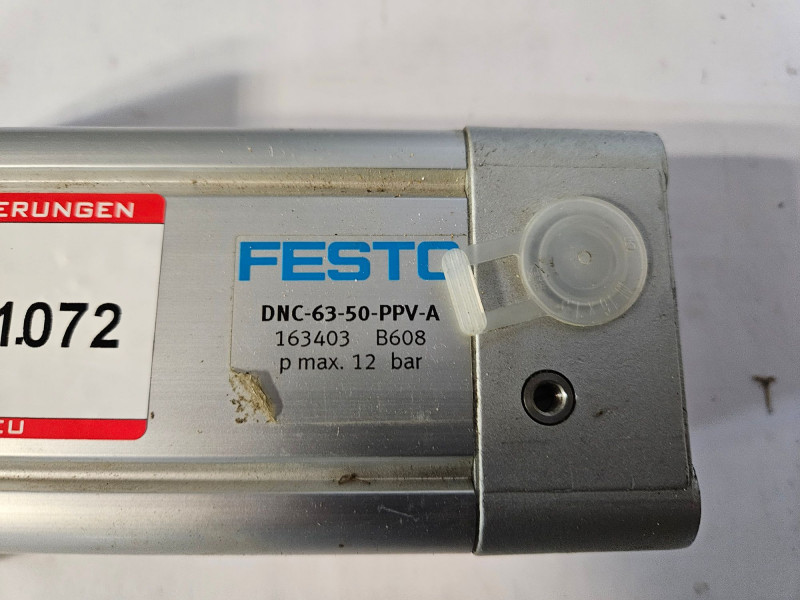 ERUNGEN
1.072
EU
FESTO
DNC-63-50-PPV-A
163403 B608
p max. 12 bar